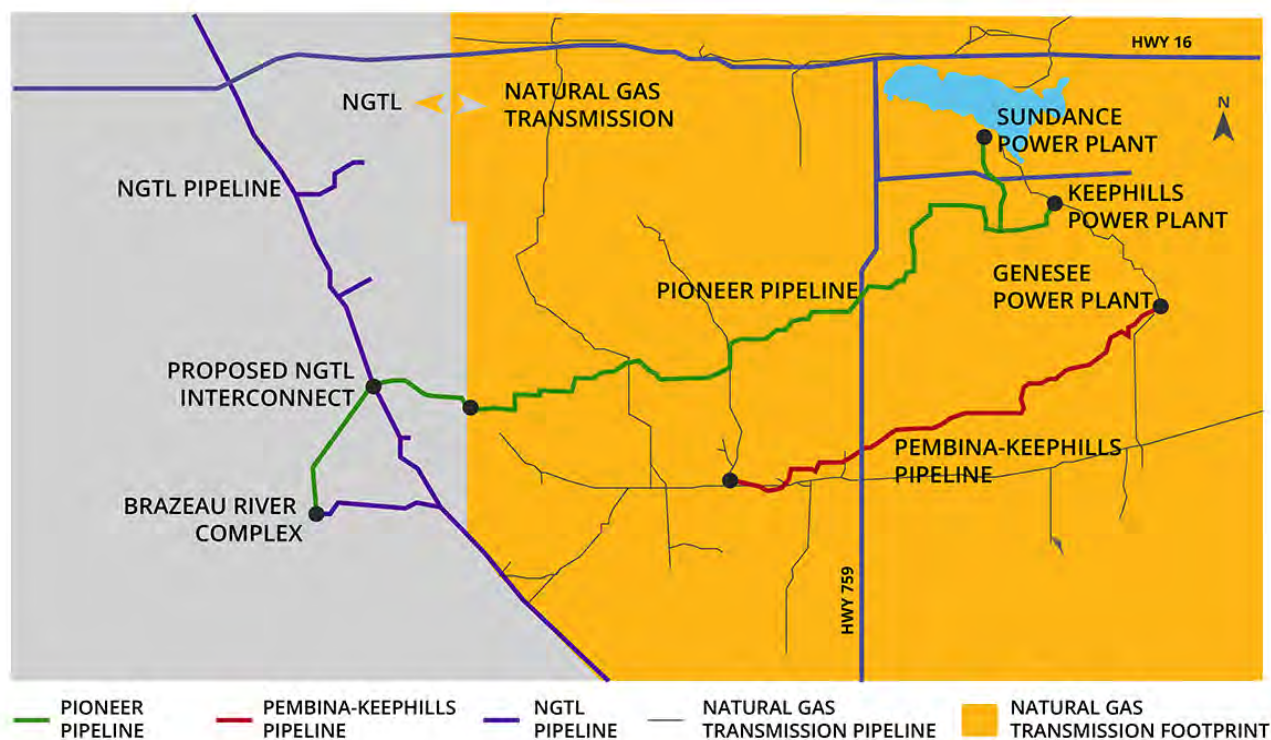 HWY 16
NGTL
NATURAL GAS
TRANSMISSION
N
SUNDANCE
POWER PLANT
NGTL PIPELINE
KEEPHILLS
POWER PLANT
GENESEE
POWER PLANT
PIONEER PIPELINE
PROPOSED NGTL
INTERCONNECT
PEMBINA-KEEPHILLS
PIPELINE
BRAZEAU RIVER
COMPLEX
HWY 759
PIONEER
PIPELINE
PEMBINA-KEEPHILLS
PIPELINE
NGTL
PIPELINE
NATURAL GAS
TRANSMISSION PIPELINE
NATURAL GAS
TRANSMISSION FOOTPRINT